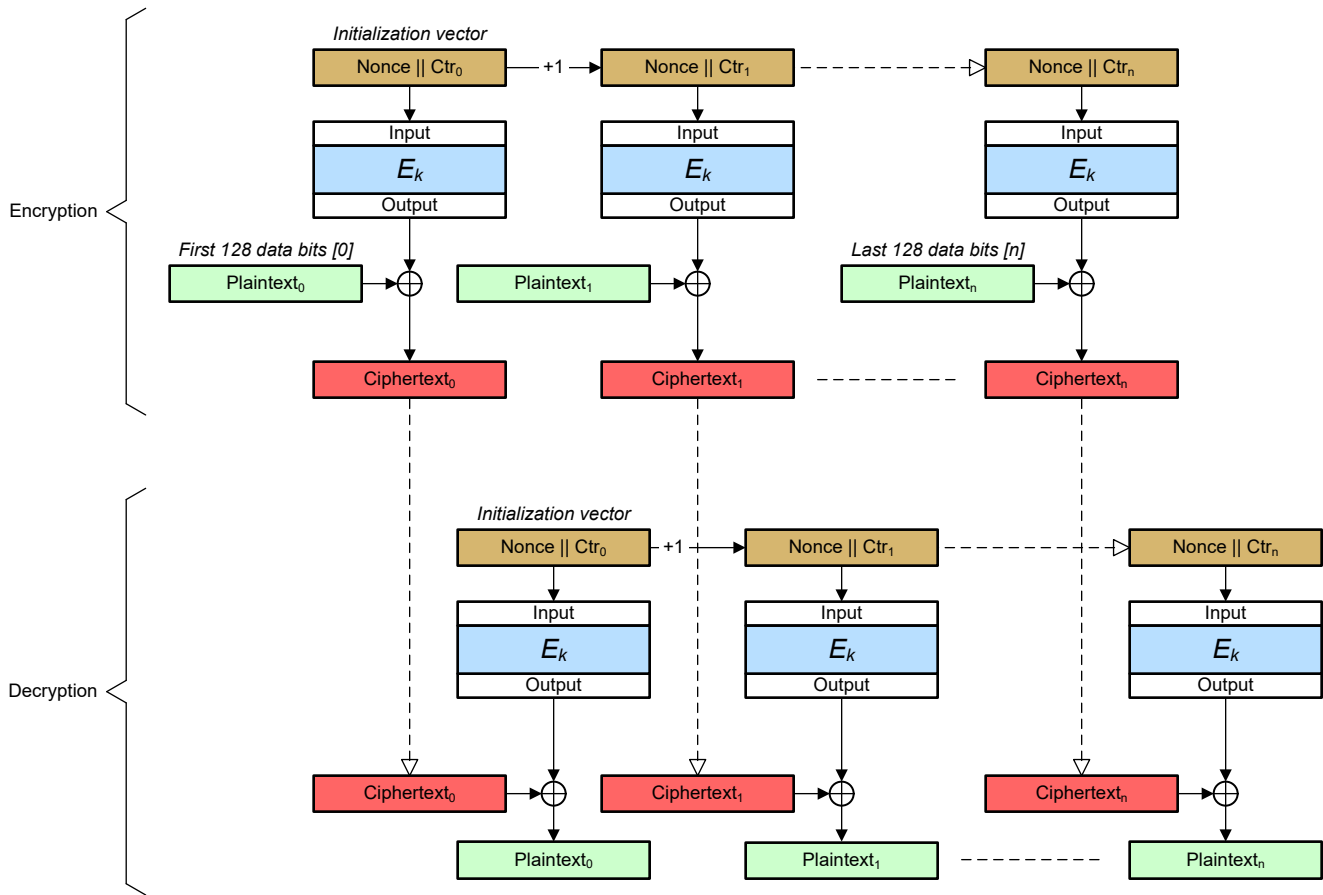 Initialization vector
Nonce || Ctr₀
+1
Nonce || Ctr₁
Nonce || Ctrₙ
Input
Input
Input
Eₖ
Eₖ
Eₖ
Output
Output
Output
Encryption
First 128 data bits [0]
Last 128 data bits [n]
Plaintext₀
Plaintext₁
Plaintextₙ
Ciphertext₀
Ciphertext₁
Ciphertextₙ
Initialization vector
Nonce || Ctr₀
+1
Nonce || Ctr₁
Nonce || Ctrₙ
Input
Input
Input
Eₖ
Eₖ
Eₖ
Output
Output
Output
Decryption
Ciphertext₀
Ciphertext₁
Ciphertextₙ
Plaintext₀
Plaintext₁
Plaintextₙ